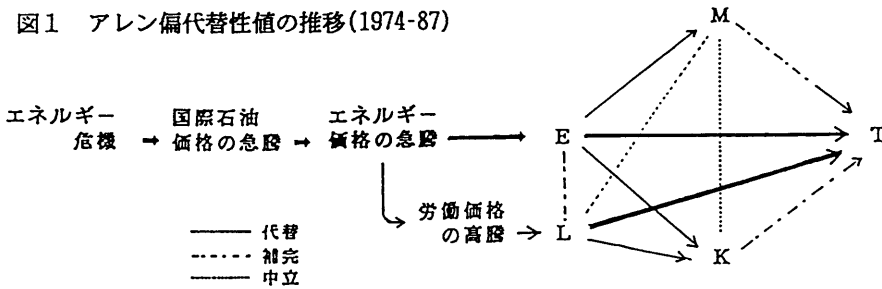 図1 アレン偏代替性値の推移(1974-87)
M
エネルギー
危機
国際石油
価格の急騰
エネルギー
価格の急騰
E
T
労働価格
の高騰
L
K
代替
補完
中立